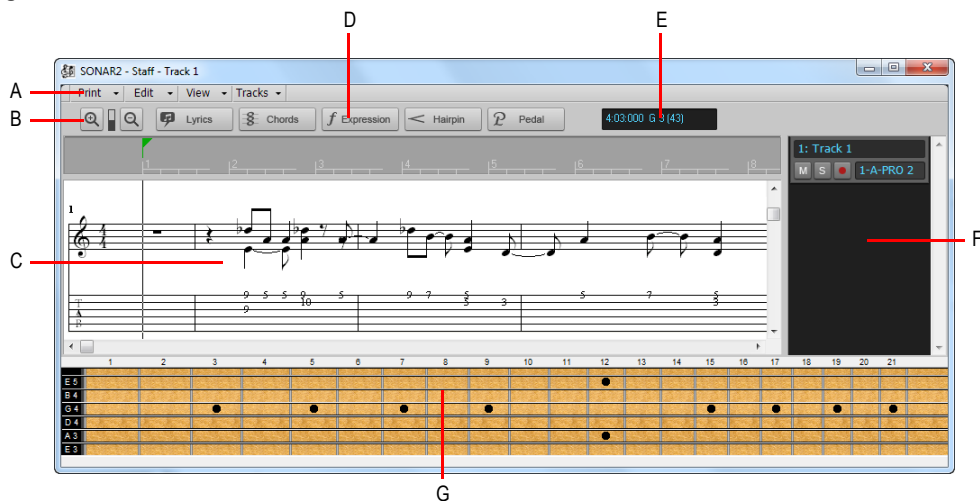 D E
SONAR2 - Staff - Track 1
A Print Edit View Tracks
B Lyrics Chords f Expression Hairpin Pedal 4:03:000 G 3 (43)
1 2 3 4 5 6 7 8
1: Track 1
M S 1-A-PRO 2
1
4
4
C F
T 9 5 5 9 5 9 7 5 3 5 7 5
A 9 10 5 3
B
1 2 3 4 5 6 7 8 9 10 11 12 13 14 15 16 17 18 19 20 21
E 5
B 4
G 4
D 4
A 3
E 3
G